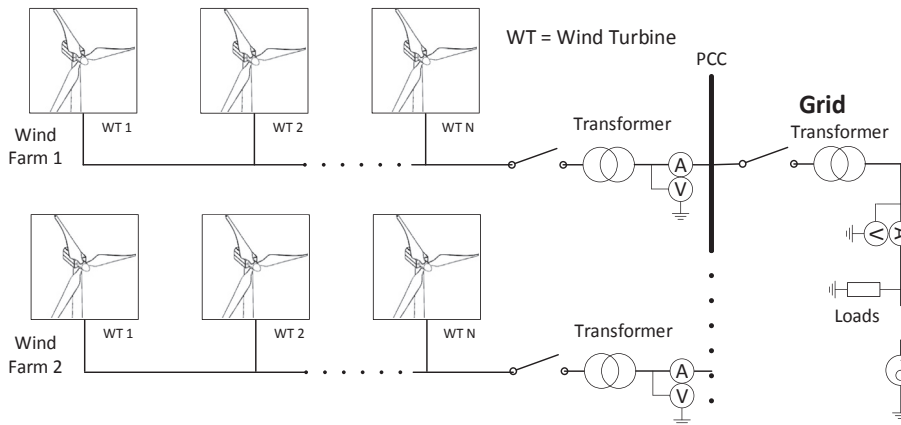 WT = Wind Turbine
PCC
Grid
Transformer
Transformer
Wind
Farm 1
WT 1
WT 2
WT N
A
V
V
A
Loads
Wind
Farm 2
WT 1
WT 2
WT N
Transformer
A
V